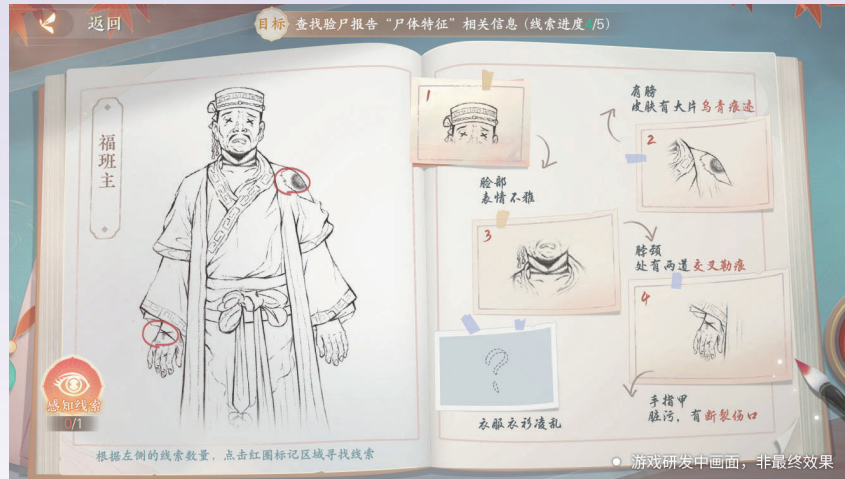 返回
目标 查找验尸报告“尸体特征”相关信息（线索进度4/5）
福班主
1
脸部
表情不雅
肩膀
皮肤有大片乌青痕迹
2
3
脖颈
处有两道交叉勒痕
4
手指甲
脏污，有断裂伤口
?
衣服衣衫凌乱
感知线索
0/1
根据左侧的线索数量，点击红圈标记区域寻找线索
游戏研发中画面，非最终效果